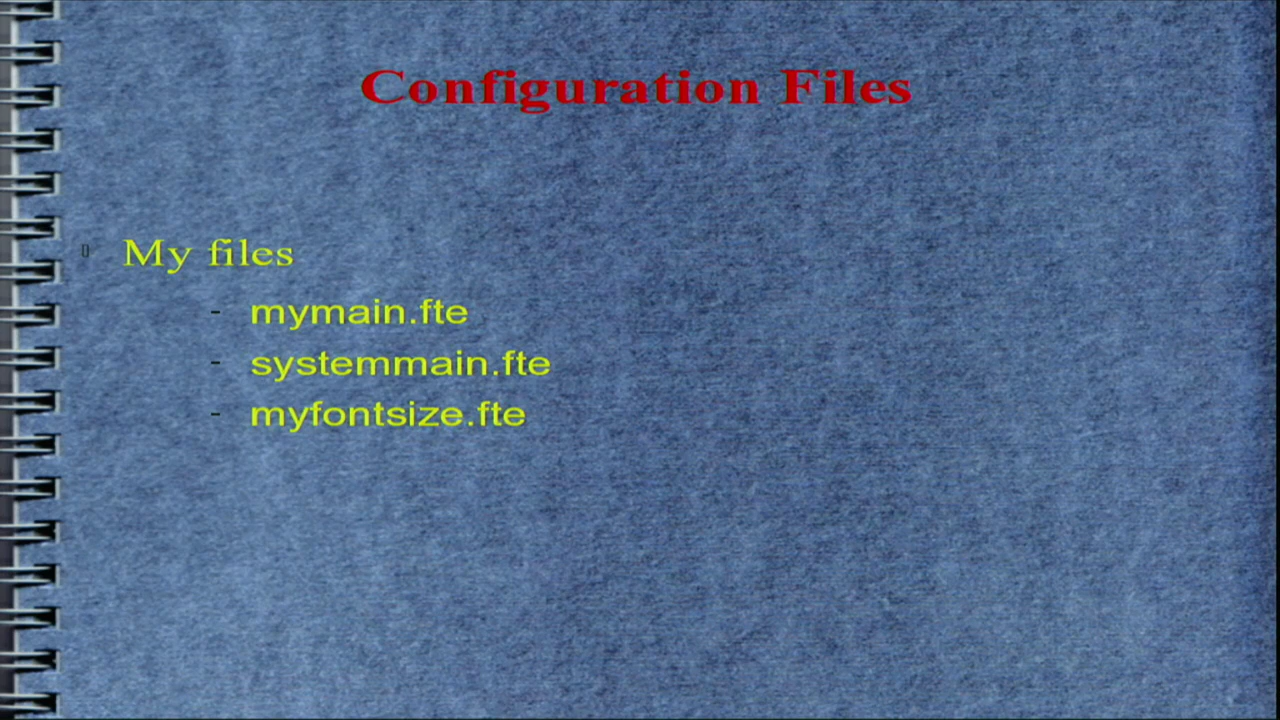 Configuration Files
My files
- mymain.fte
- systemmain.fte
- myfontsize.fte